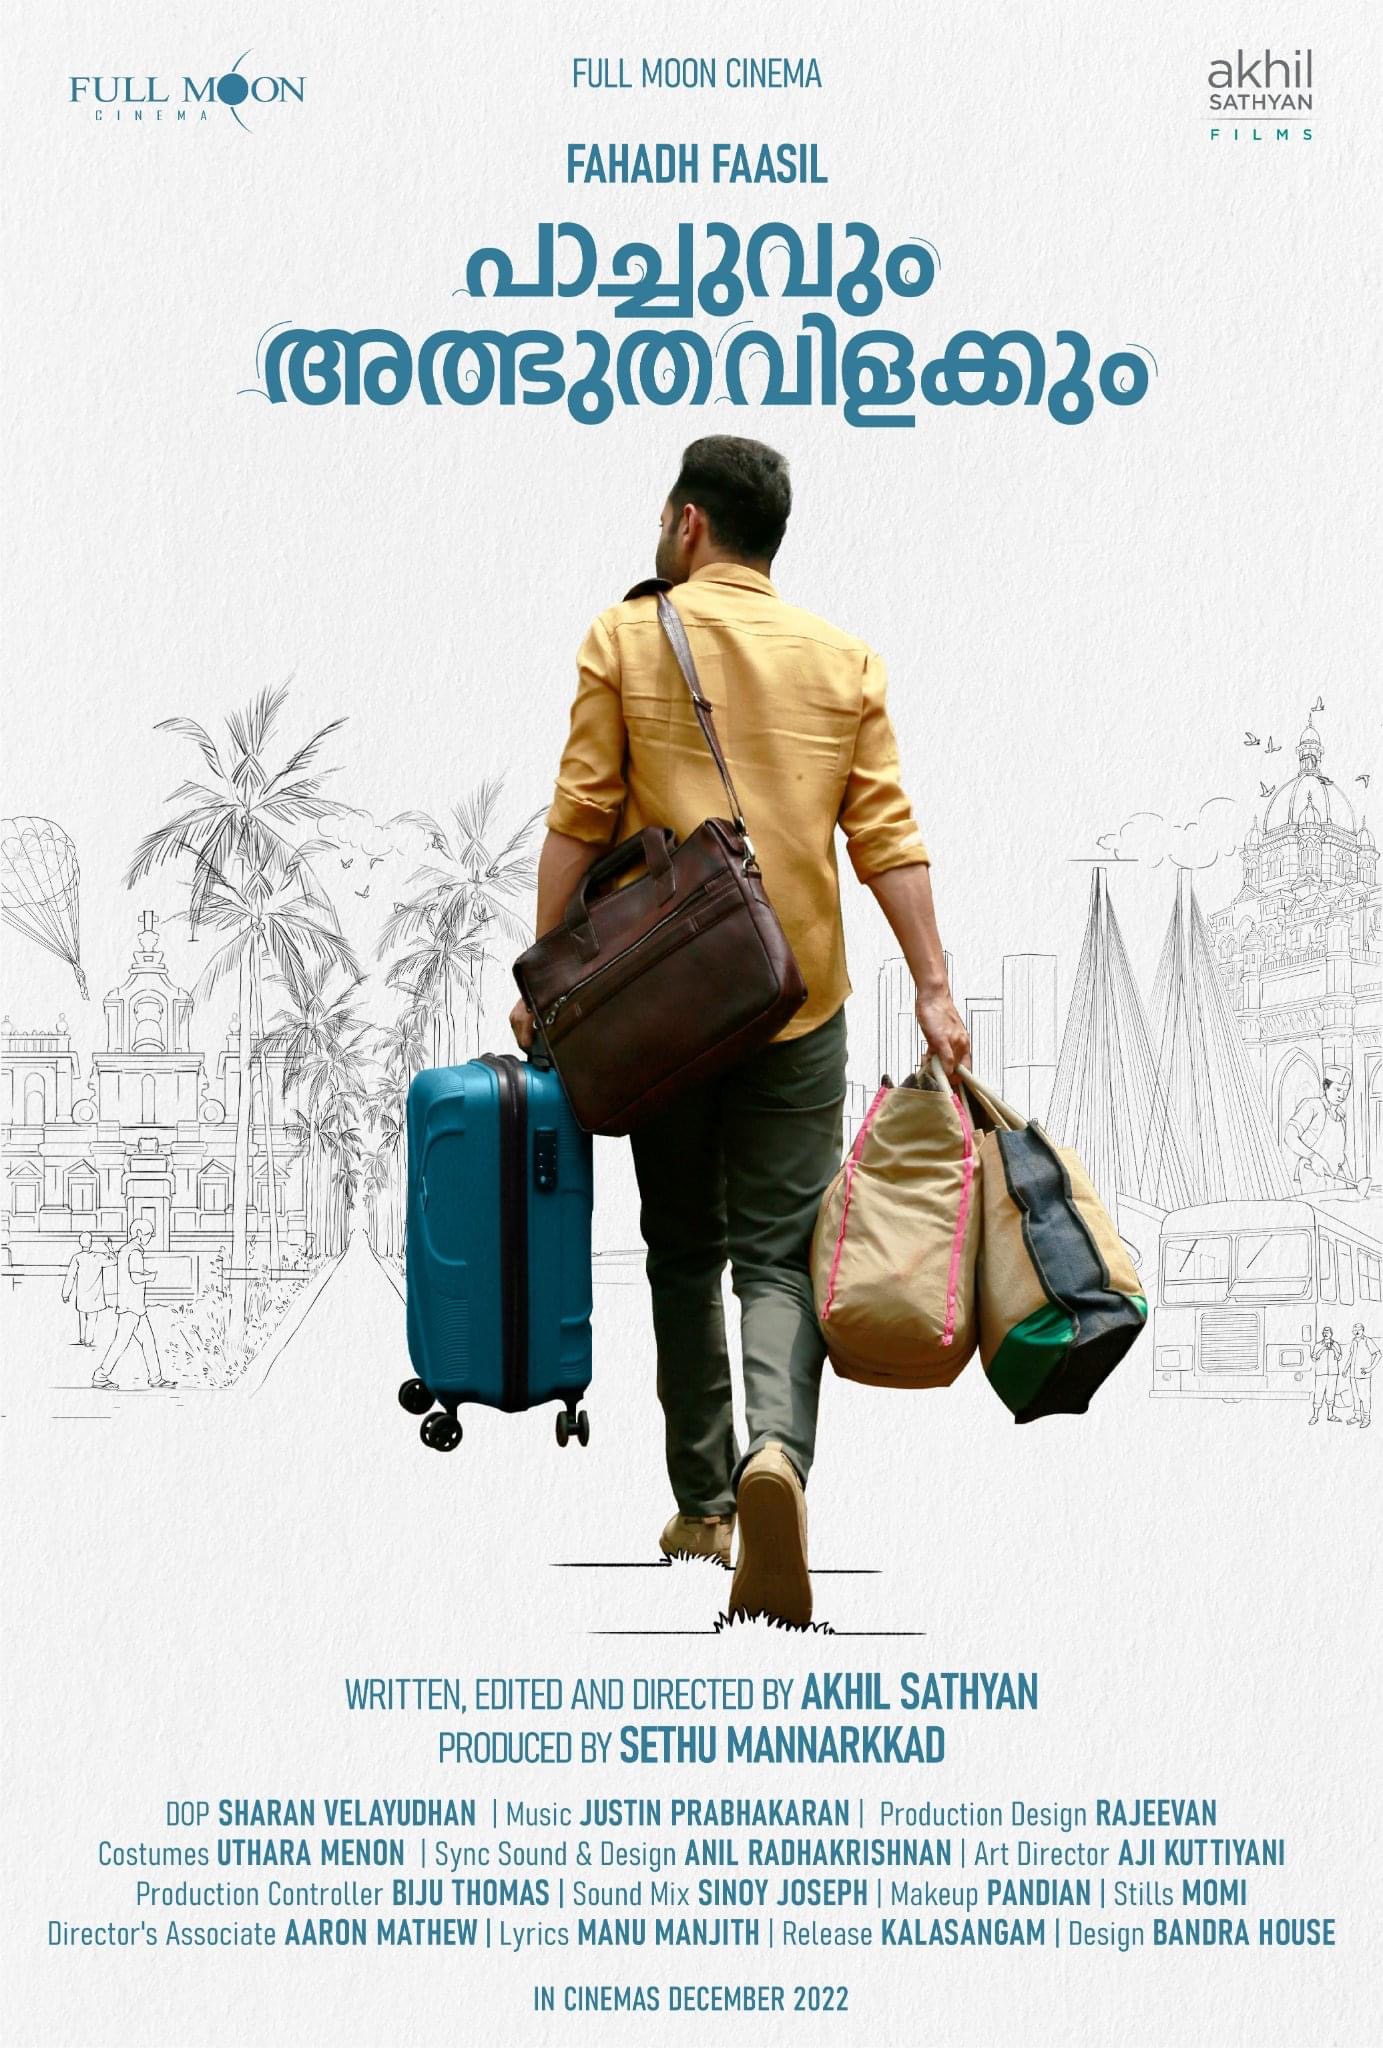 FULL MOON
CINEMA
FULL MOON CINEMA
akhil
SATHYAN
FILMS
FAHADH FAASIL
പാച്ചുവും
അത്ഭുതവിളക്കും
WRITTEN, EDITED AND DIRECTED BY AKHIL SATHYAN
PRODUCED BY SETHU MANNARKKAD
DOP SHARAN VELAYUDHAN | Music JUSTIN PRABHAKARAN | Production Design RAJEEVAN
Costumes UTHARA MENON | Sync Sound & Design ANIL RADHAKRISHNAN | Art Director AJI KUTTIYANI
Production Controller BIJU THOMAS | Sound Mix SINOY JOSEPH | Makeup PANDIAN | Stills MOMI
Director's Associate AARON MATHEW | Lyrics MANU MANJITH | Release KALASANGAM | Design BANDRA HOUSE
IN CINEMAS DECEMBER 2022